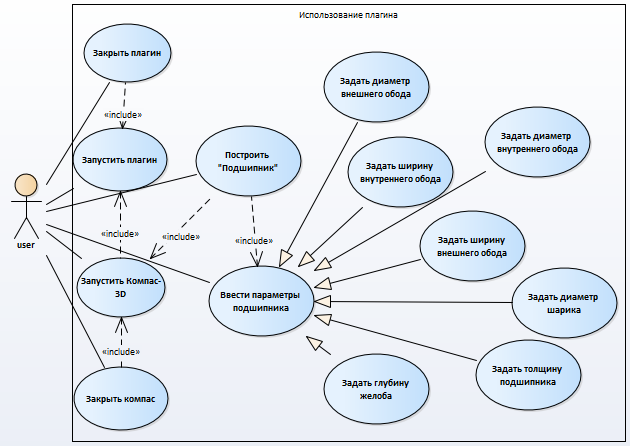 Использование плагина
Закрыть плагин
«include»
Запустить плагин
Построить
"Подшипник"
Задать диаметр
внешнего обода
Задать ширину
внутреннего обода
Задать диаметр
внутреннего обода
user
«include»
«include»
«include»
Задать ширину
внешнего обода
Запустить Компас-
3D
Ввести параметры
подшипника
Задать диаметр
шарика
«include»
Задать толщину
подшипника
Задать глубину
желоба
Закрыть компас